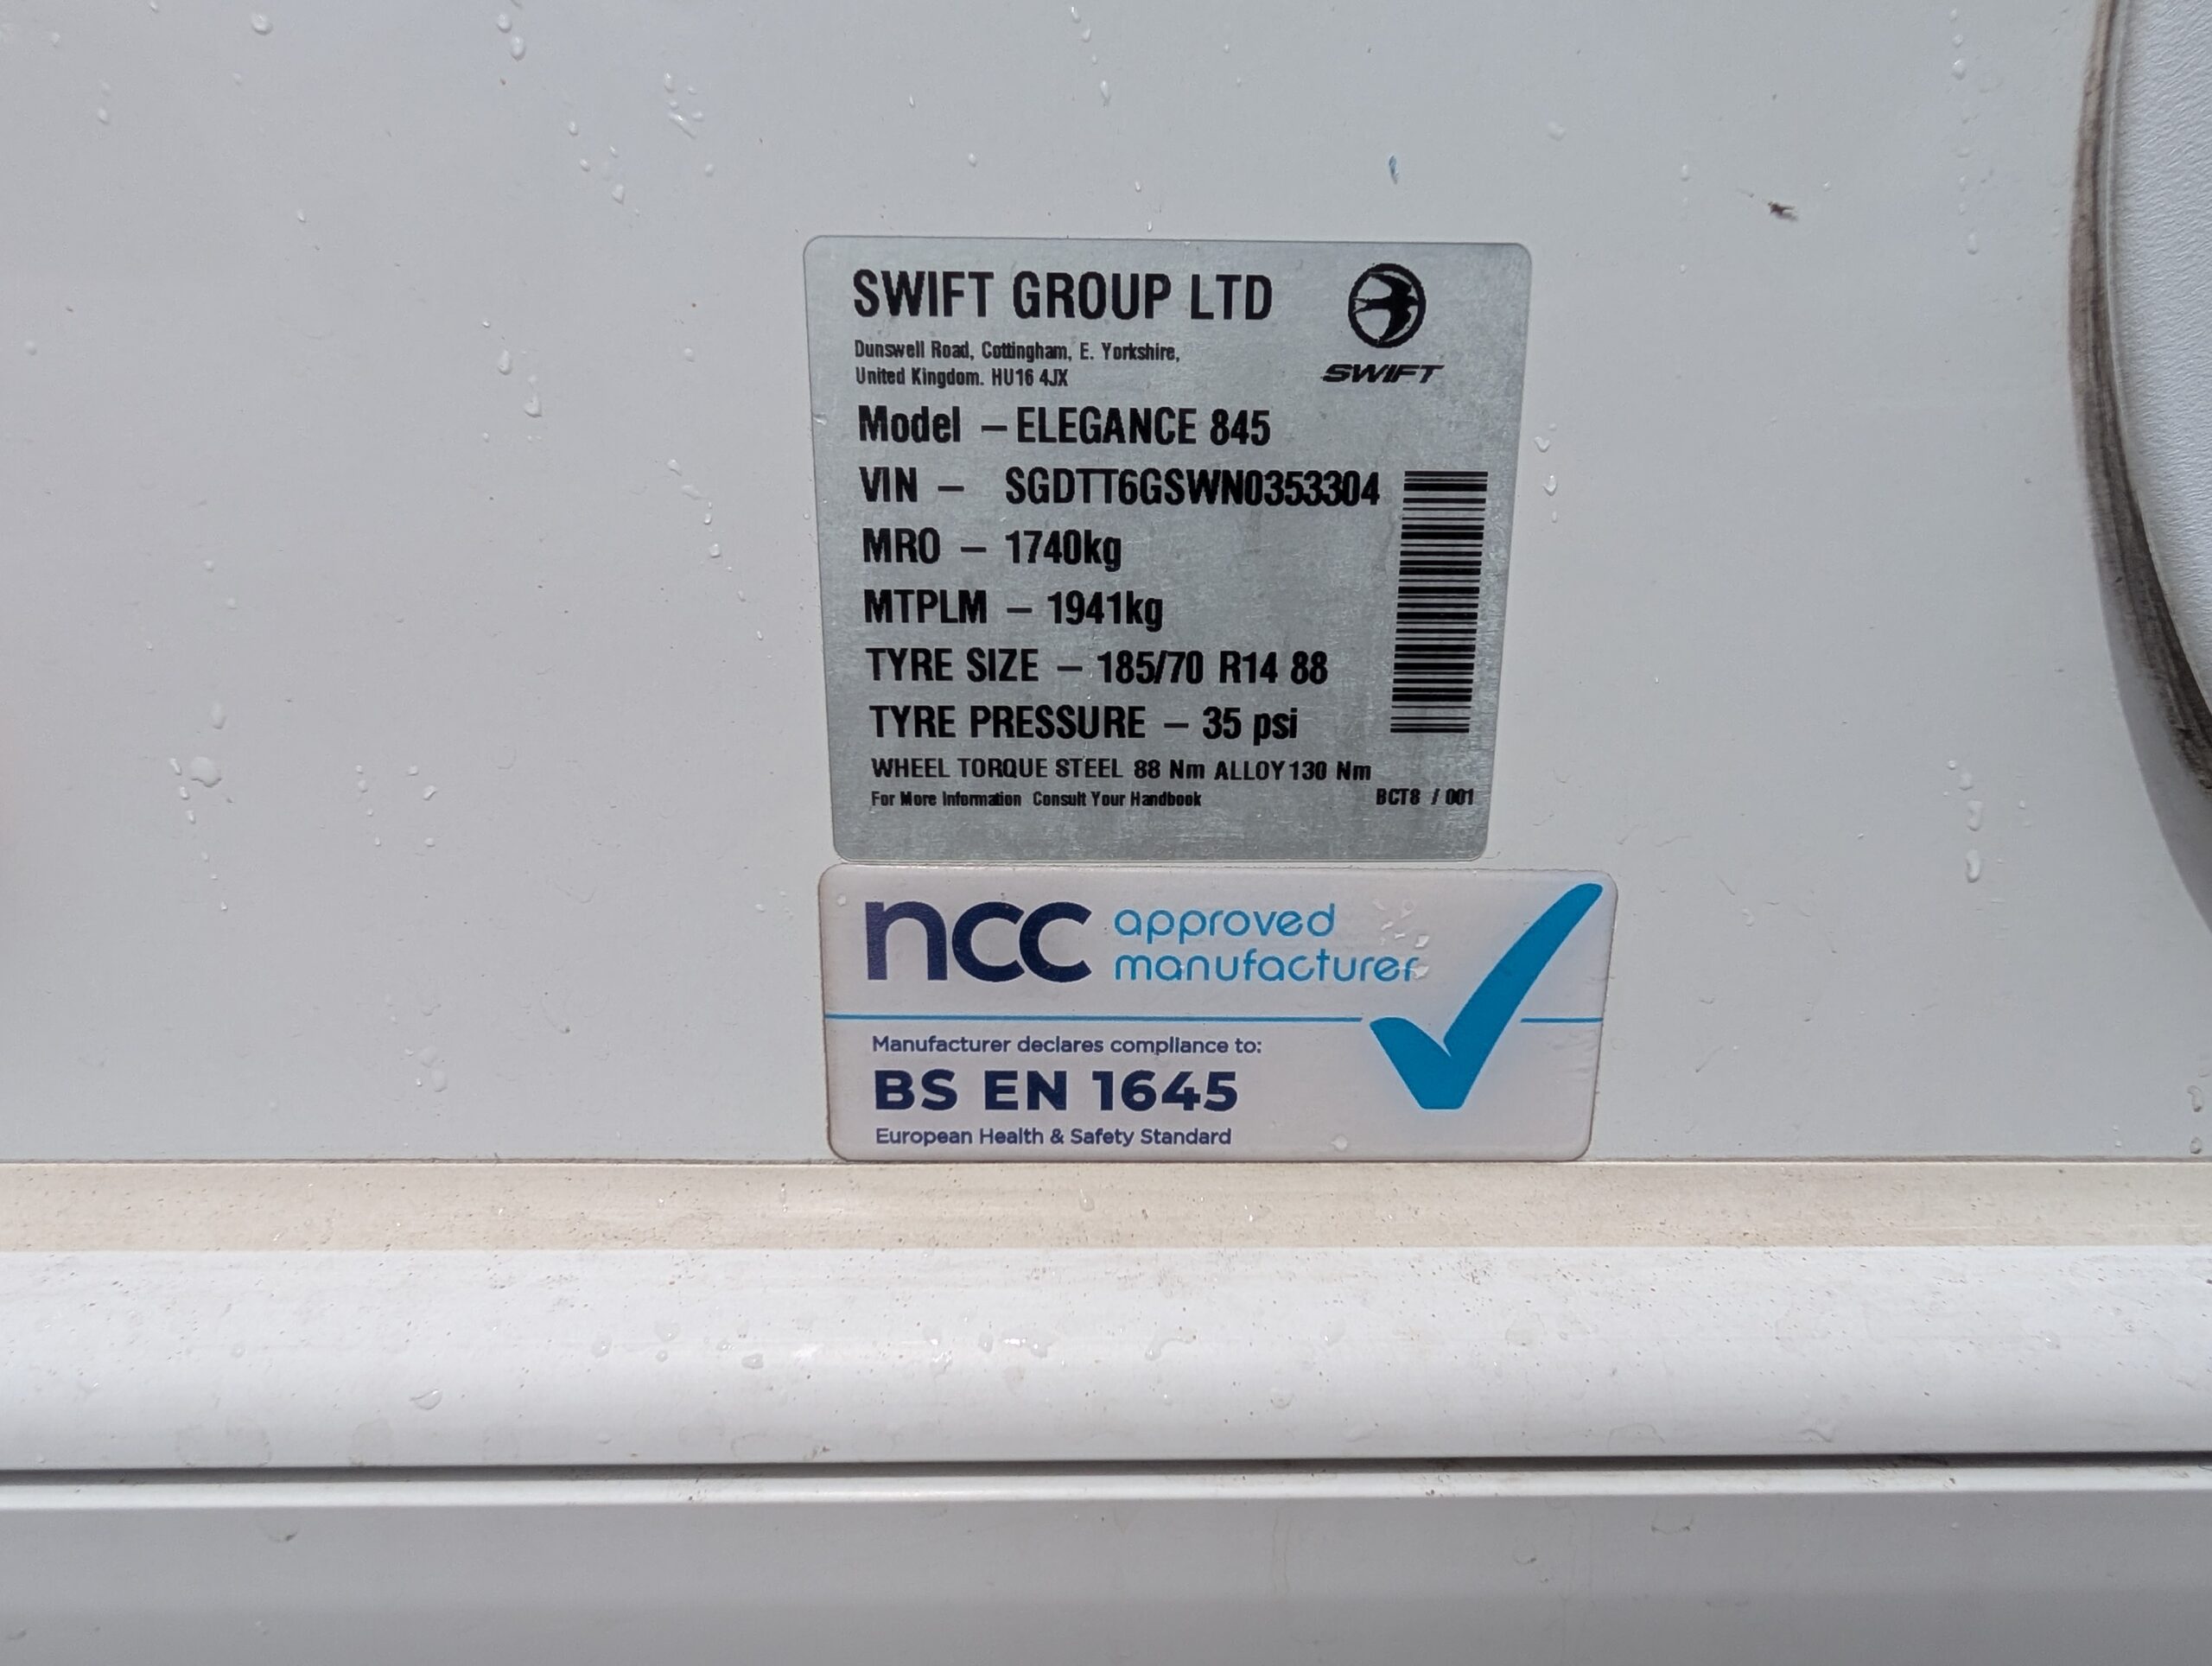 SWIFT GROUP LTD
SWIFT
Dunswell Road, Cottingham, E. Yorkshire,
United Kingdom. HU16 4JX
Model – ELEGANCE 845
VIN – SGDTT6GSWN0353304
MRO – 1740kg
MTPLM – 1941kg
TYRE SIZE – 185/70 R14 88
TYRE PRESSURE – 35 psi
WHEEL TORQUE STEEL 88 Nm ALLOY 130 Nm
For More Information Consult Your Handbook BCT8 / 001
ncc approved
manufacturer
Manufacturer declares compliance to:
BS EN 1645
European Health & Safety Standard